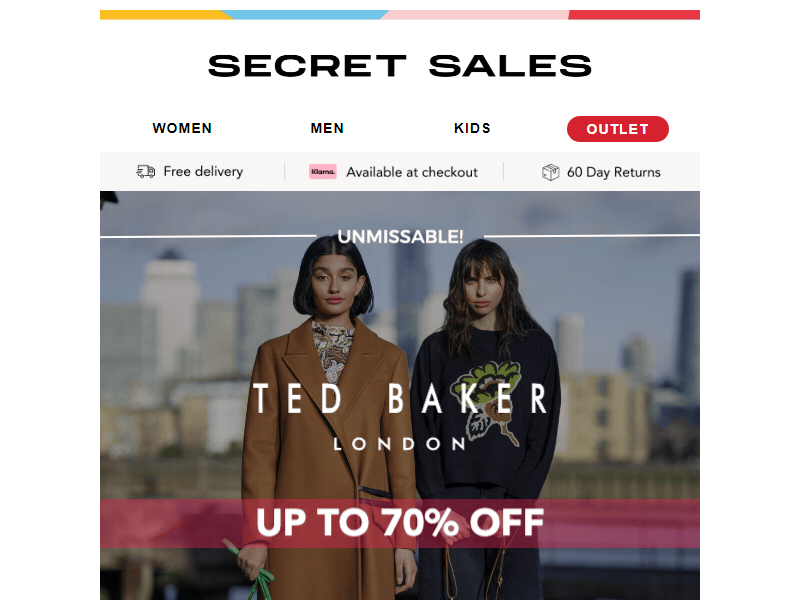 SECRET SALES
WOMEN MEN KIDS OUTLET
Free delivery Klarna. Available at checkout 60 Day Returns
UNMISSABLE!
TED BAKER
LONDON
UP TO 70% OFF